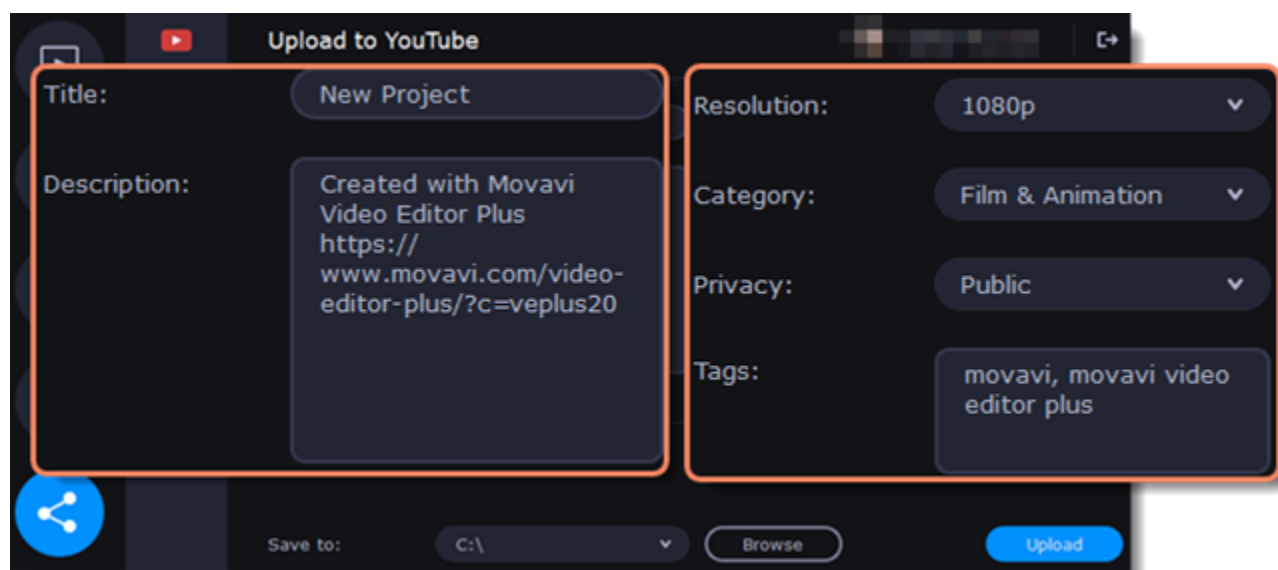 Upload to YouTube
Title:
New Project
Description:
Created with Movavi
Video Editor Plus
https://
www.movavi.com/video-
editor-plus/?c=veplus20
Resolution:
1080p
Category:
Film & Animation
Privacy:
Public
Tags:
movavi, movavi video
editor plus
Save to:
C:\
Browse
Upload